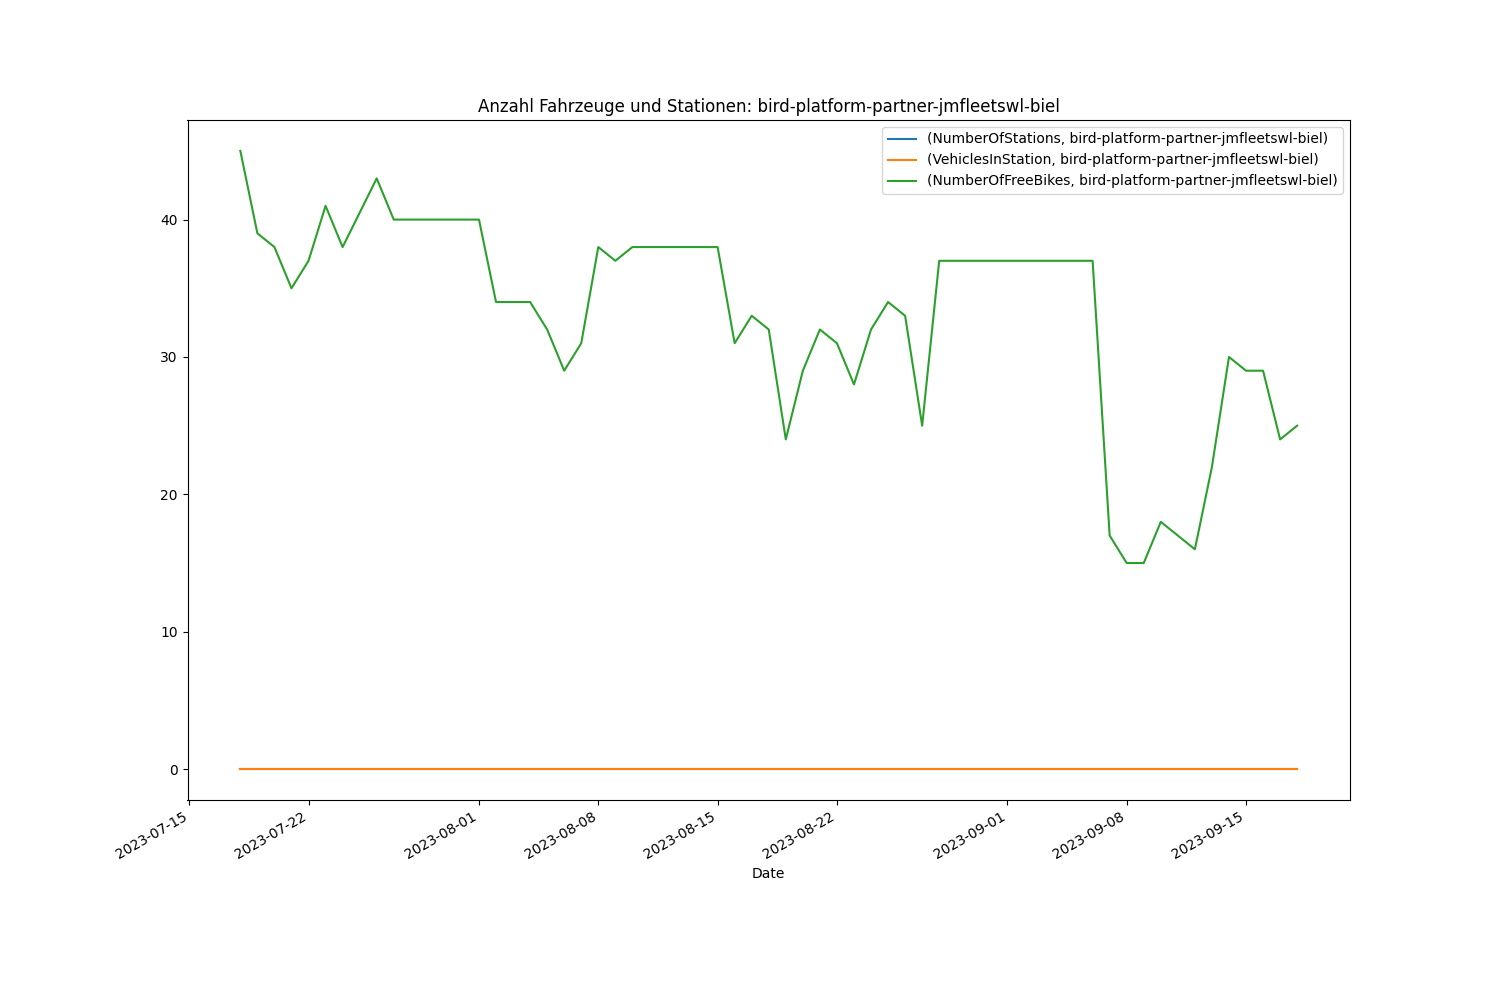 Anzahl Fahrzeuge und Stationen: bird-platform-partner-jmfleetswl-biel
(NumberOfStations, bird-platform-partner-jmfleetswl-biel)
(VehiclesInStation, bird-platform-partner-jmfleetswl-biel)
(NumberOfFreeBikes, bird-platform-partner-jmfleetswl-biel)
40
30
20
10
0
2023-07-15
2023-07-22
2023-08-01
2023-08-08
2023-08-15
2023-08-22
2023-09-01
2023-09-08
2023-09-15
Date